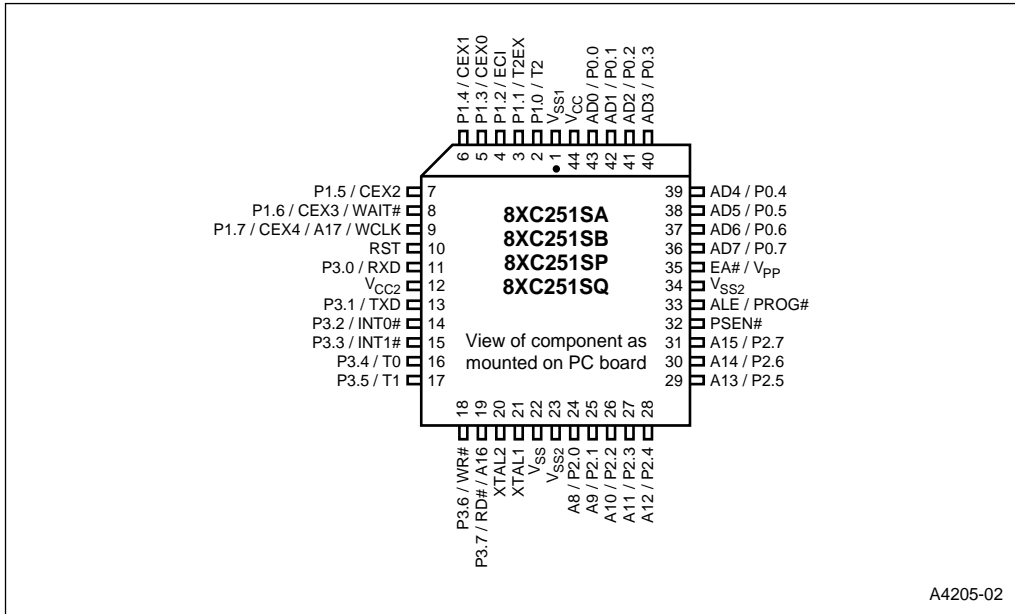 P1.4 / CEX1
P1.3 / CEX0
P1.2 / ECI
P1.1 / T2EX
P1.0 / T2
VSS1
VCC
AD0 / P0.0
AD1 / P0.1
AD2 / P0.2
AD3 / P0.3
6
5
4
3
2
1
44
43
42
41
40
P1.5 / CEX2 7
P1.6 / CEX3 / WAIT# 8
P1.7 / CEX4 / A17 / WCLK 9
RST 10
P3.0 / RXD 11
VCC2 12
P3.1 / TXD 13
P3.2 / INT0# 14
P3.3 / INT1# 15
P3.4 / T0 16
P3.5 / T1 17
8XC251SA
8XC251SB
8XC251SP
8XC251SQ
View of component as
mounted on PC board
39 AD4 / P0.4
38 AD5 / P0.5
37 AD6 / P0.6
36 AD7 / P0.7
35 EA# / VPP
34 VSS2
33 ALE / PROG#
32 PSEN#
31 A15 / P2.7
30 A14 / P2.6
29 A13 / P2.5
18
19
20
21
22
23
24
25
26
27
28
P3.6 / WR#
P3.7 / RD# / A16
XTAL2
XTAL1
VSS
VSS2
A8 / P2.0
A9 / P2.1
A10 / P2.2
A11 / P2.3
A12 / P2.4
A4205-02